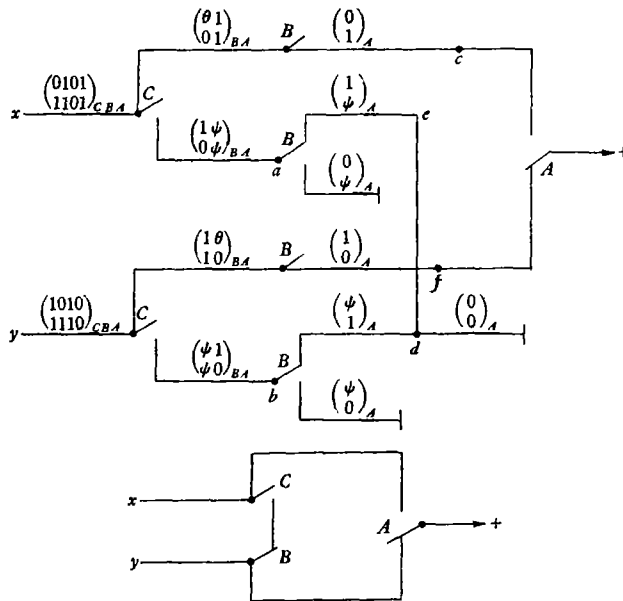 (θ1 01)BA B (0 1)A c
x (0101 1101)CBA C
(1ψ 0ψ)BA a B (1 ψ)A e
(0 ψ)A
A +
(1θ 10)BA B (1 0)A f
y (1010 1110)CBA C
(ψ1 ψ0)BA b B (ψ 1)A d (0 0)A
(ψ 0)A
x C
A +
y B